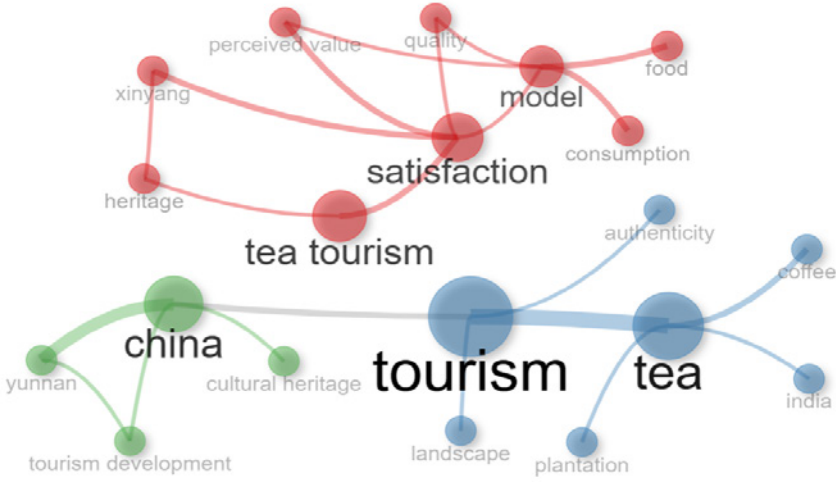 perceived value
quality
food
xinyang
model
consumption
satisfaction
heritage
tea tourism
authenticity
coffee
china
tourism
tea
yunnan
cultural heritage
india
landscape
plantation
tourism development